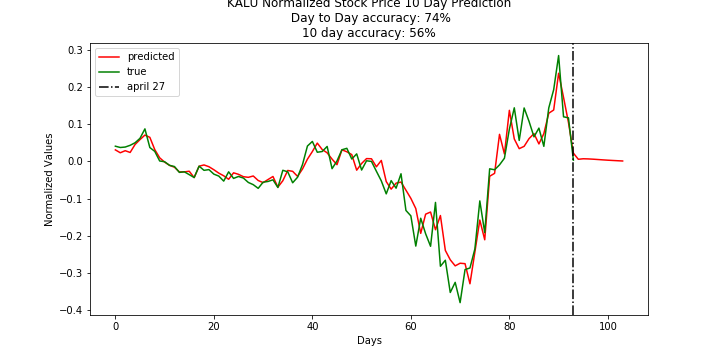 KALU Normalized Stock Price 10 Day Prediction
Day to Day accuracy: 74%
10 day accuracy: 56%
predicted
true
april 27
Normalized Values
0.3
0.2
0.1
0.0
−0.1
−0.2
−0.3
−0.4
0 20 40 60 80 100
Days